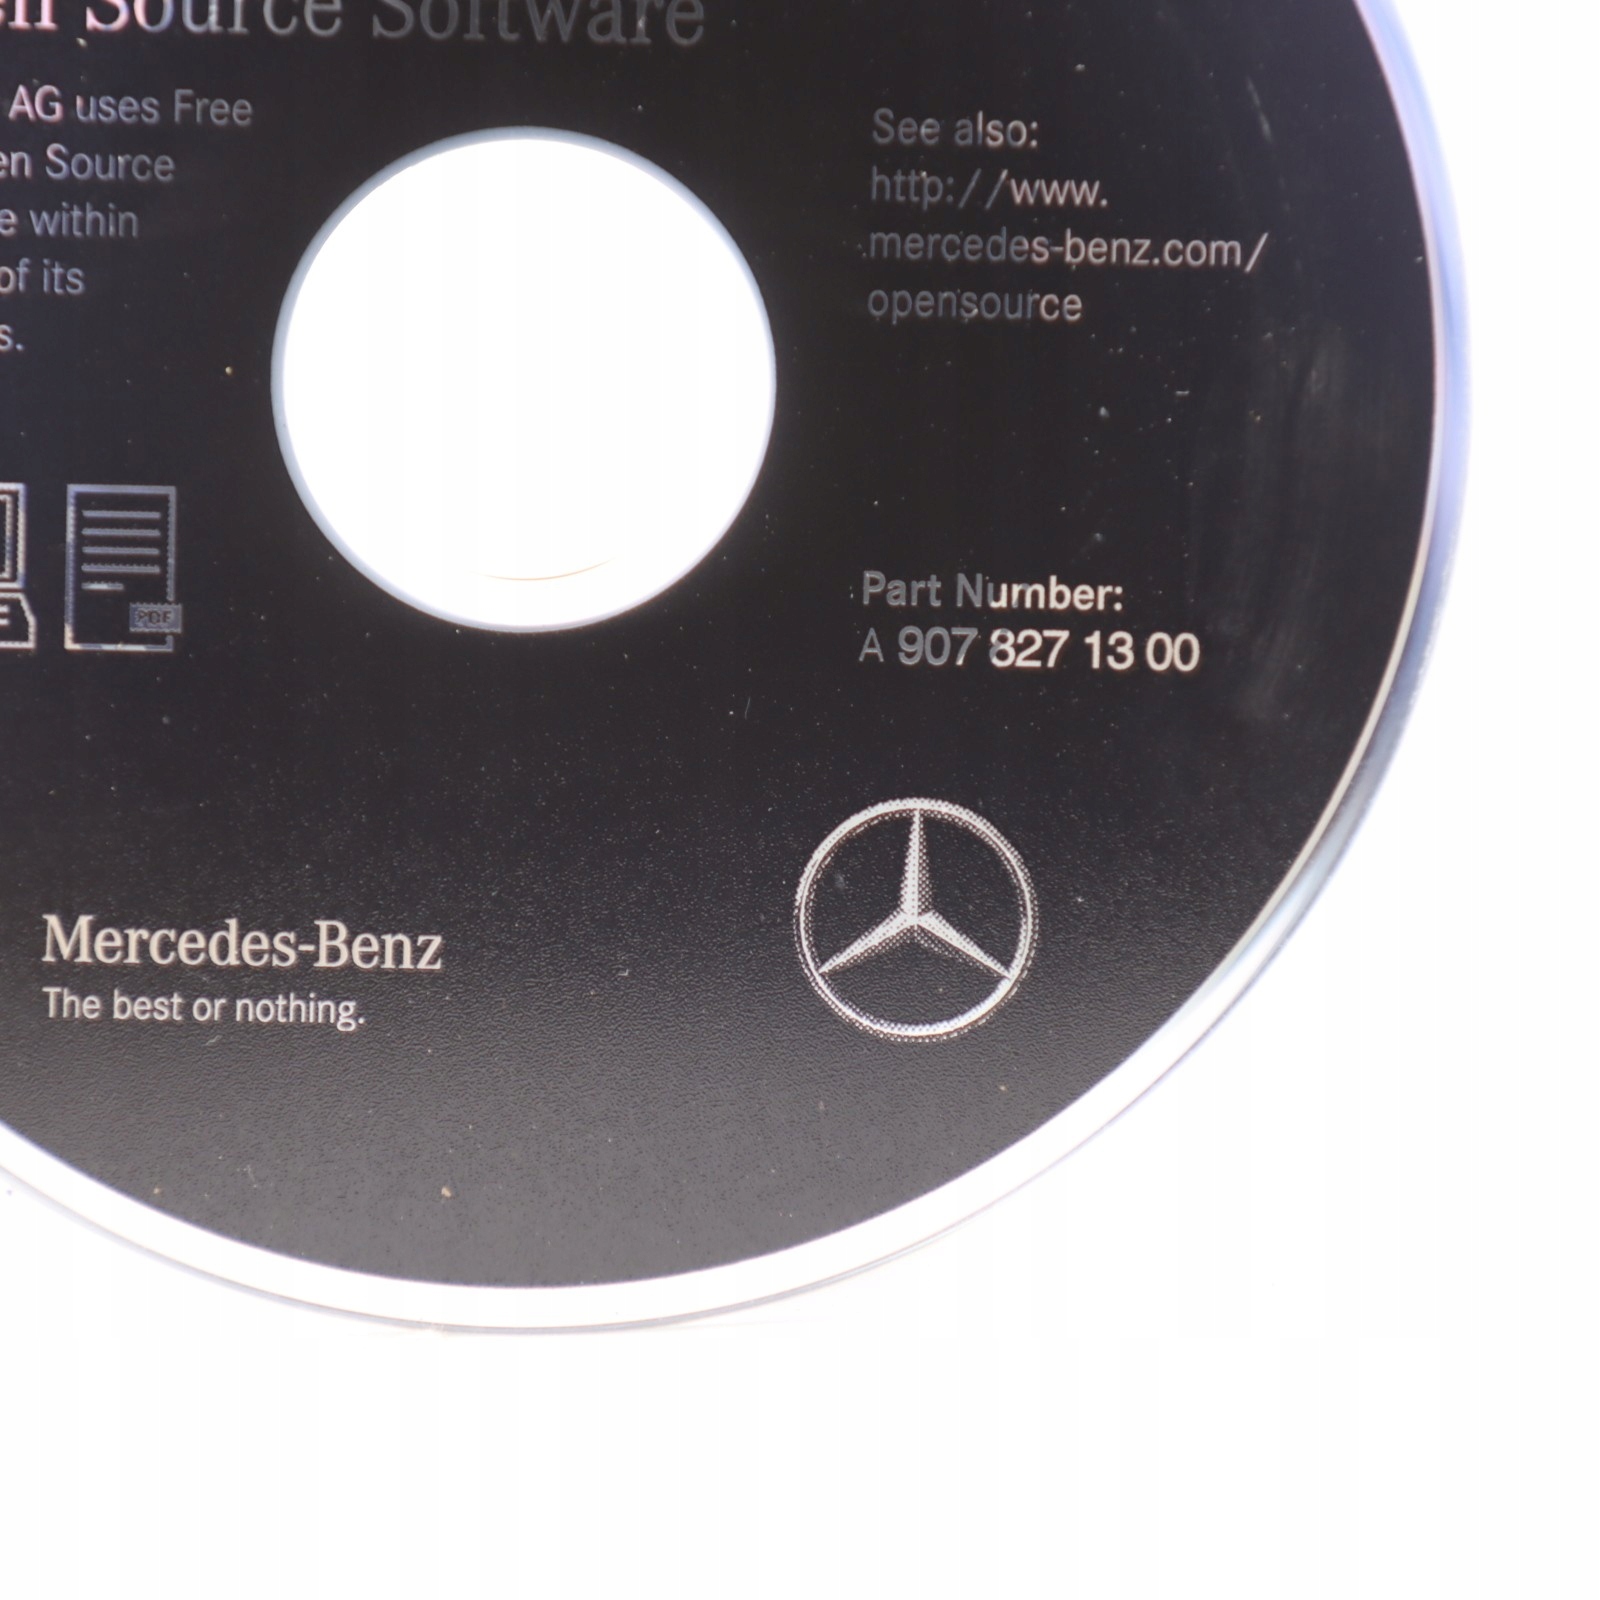 en Source Software
AG uses Free
en Source
e within
of its
s.
See also:
http://www.
mercedes-benz.com/
opensource
PDF
Part Number:
A 907 827 13 00
Mercedes-Benz
The best or nothing.